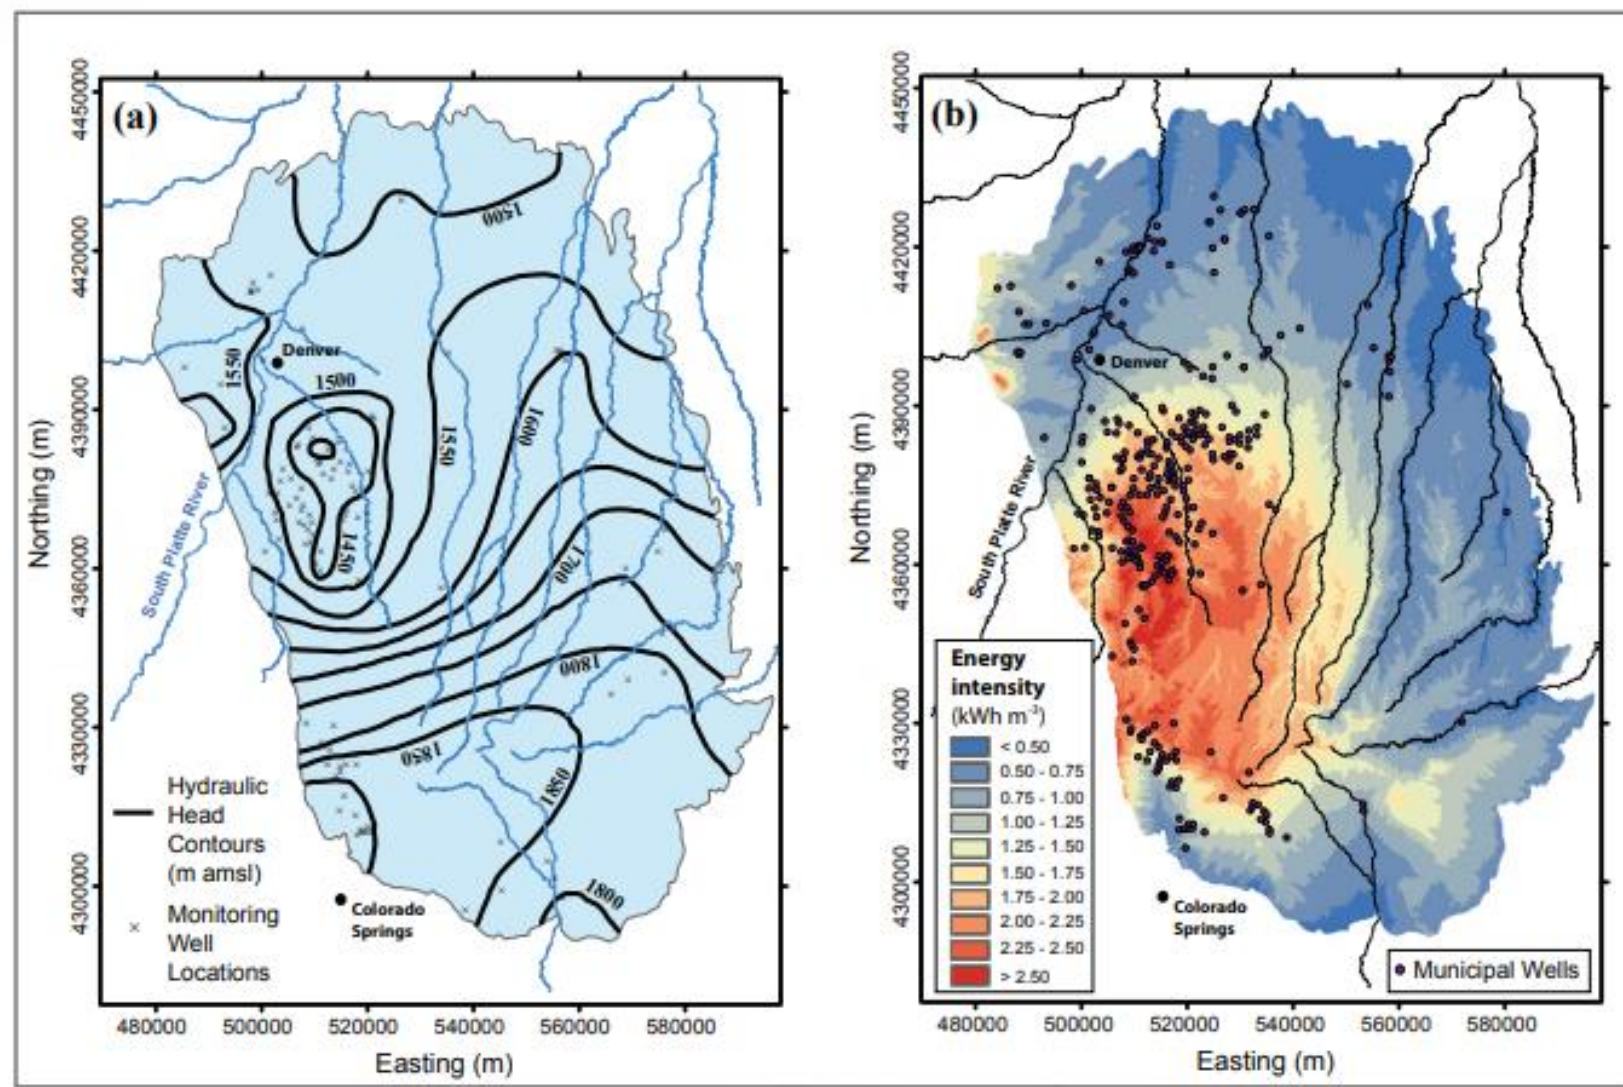 (a)
4450000
4420000
4390000
4360000
4330000
4300000
Northing (m)
480000 500000 520000 540000 560000 580000
Easting (m)
1500
1550
Denver
1500
1550
1600
1450
1700
1800
1850
1850
1800
South Platte River
Colorado
Springs
Hydraulic
Head
Contours
(m amsl)
Monitoring
Well
Locations
(b)
4450000
4420000
4390000
4360000
4330000
4300000
Northing (m)
480000 500000 520000 540000 560000 580000
Easting (m)
Denver
South Platte River
Energy
intensity
(kWh m⁻³)
< 0.50
0.50 - 0.75
0.75 - 1.00
1.00 - 1.25
1.25 - 1.50
1.50 - 1.75
1.75 - 2.00
2.00 - 2.25
2.25 - 2.50
> 2.50
Colorado
Springs
Municipal Wells